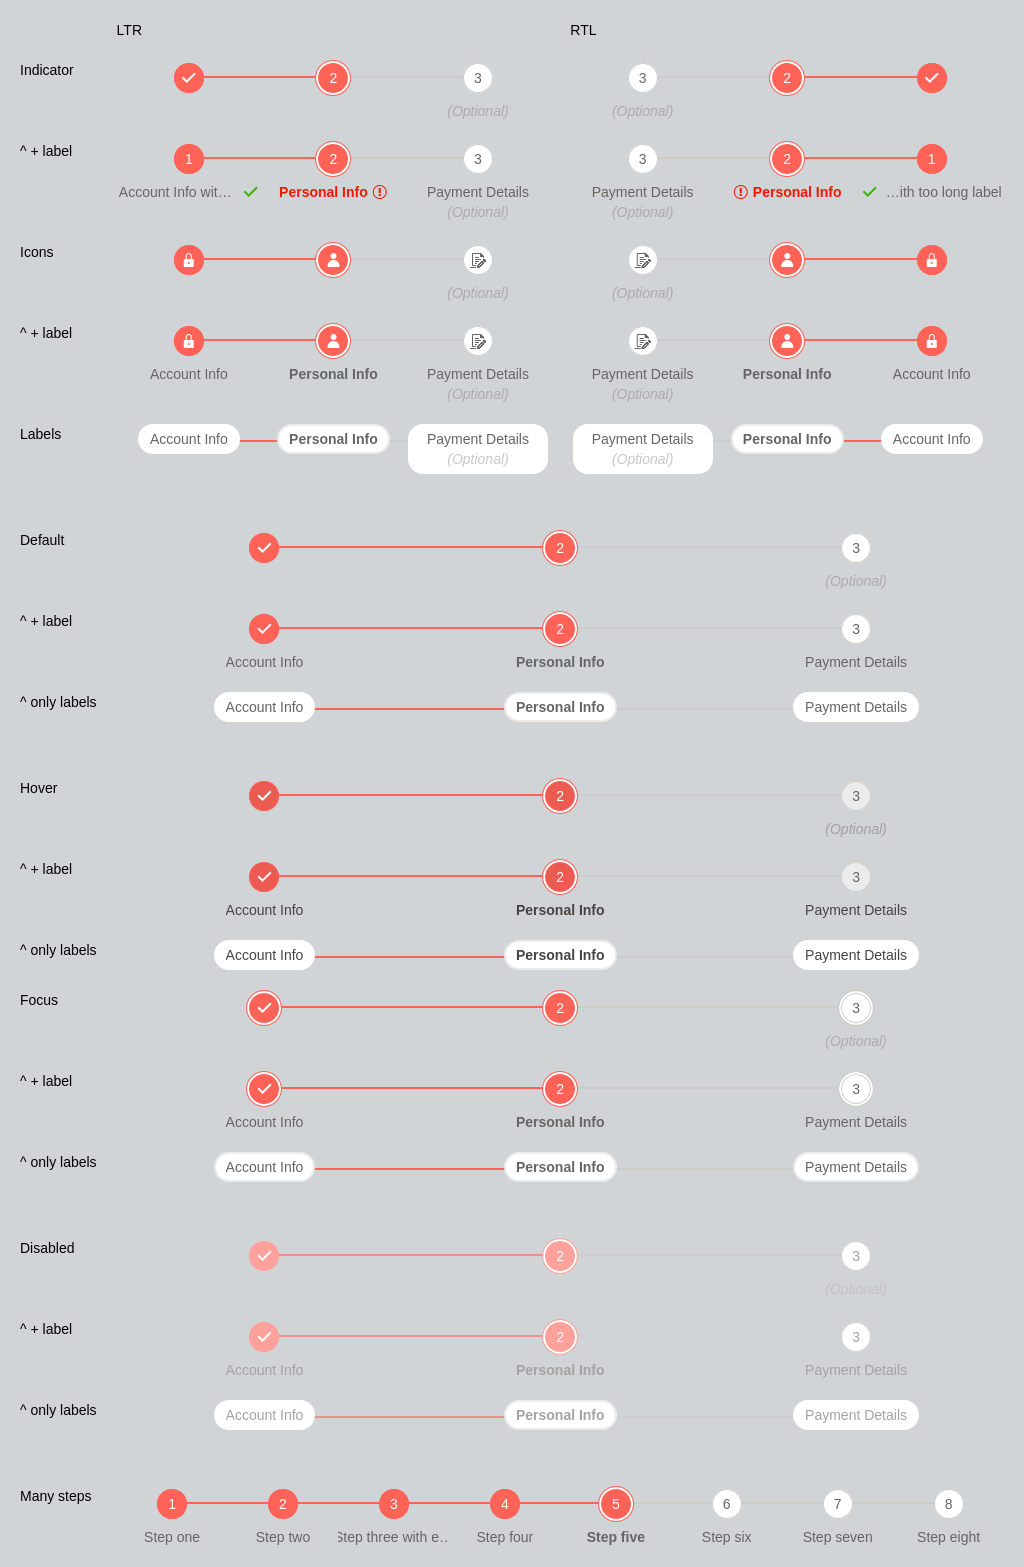 LTR RTL
Indicator 2 3 3 2
(Optional) (Optional)
^ + label 1 2 3 3 2 1
Account Info wit… Personal Info Payment Details Payment Details Personal Info …ith too long label
(Optional) (Optional)
Icons
(Optional) (Optional)
^ + label
Account Info Personal Info Payment Details Payment Details Personal Info Account Info
(Optional) (Optional)
Labels Account Info Personal Info Payment Details Payment Details Personal Info Account Info
(Optional) (Optional)
Default 2 3
(Optional)
^ + label 2 3
Account Info Personal Info Payment Details
^ only labels Account Info Personal Info Payment Details
Hover 2 3
(Optional)
^ + label 2 3
Account Info Personal Info Payment Details
^ only labels Account Info Personal Info Payment Details
Focus 2 3
(Optional)
^ + label 2 3
Account Info Personal Info Payment Details
^ only labels Account Info Personal Info Payment Details
Disabled 2 3
(Optional)
^ + label 2 3
Account Info Personal Info Payment Details
^ only labels Account Info Personal Info Payment Details
Many steps 1 2 3 4 5 6 7 8
Step one Step two Step three with e… Step four Step five Step six Step seven Step eight